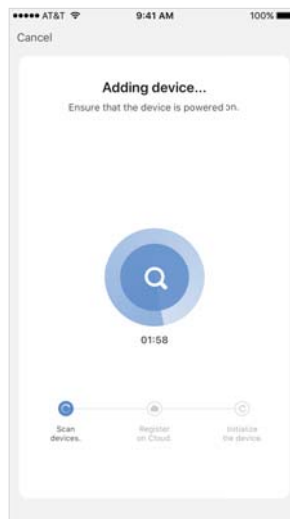 AT&T 9:41 AM 100%
Cancel
Adding device...
Ensure that the device is powered on.
01:58
Scan devices.
Register on Cloud.
Initialize the device.